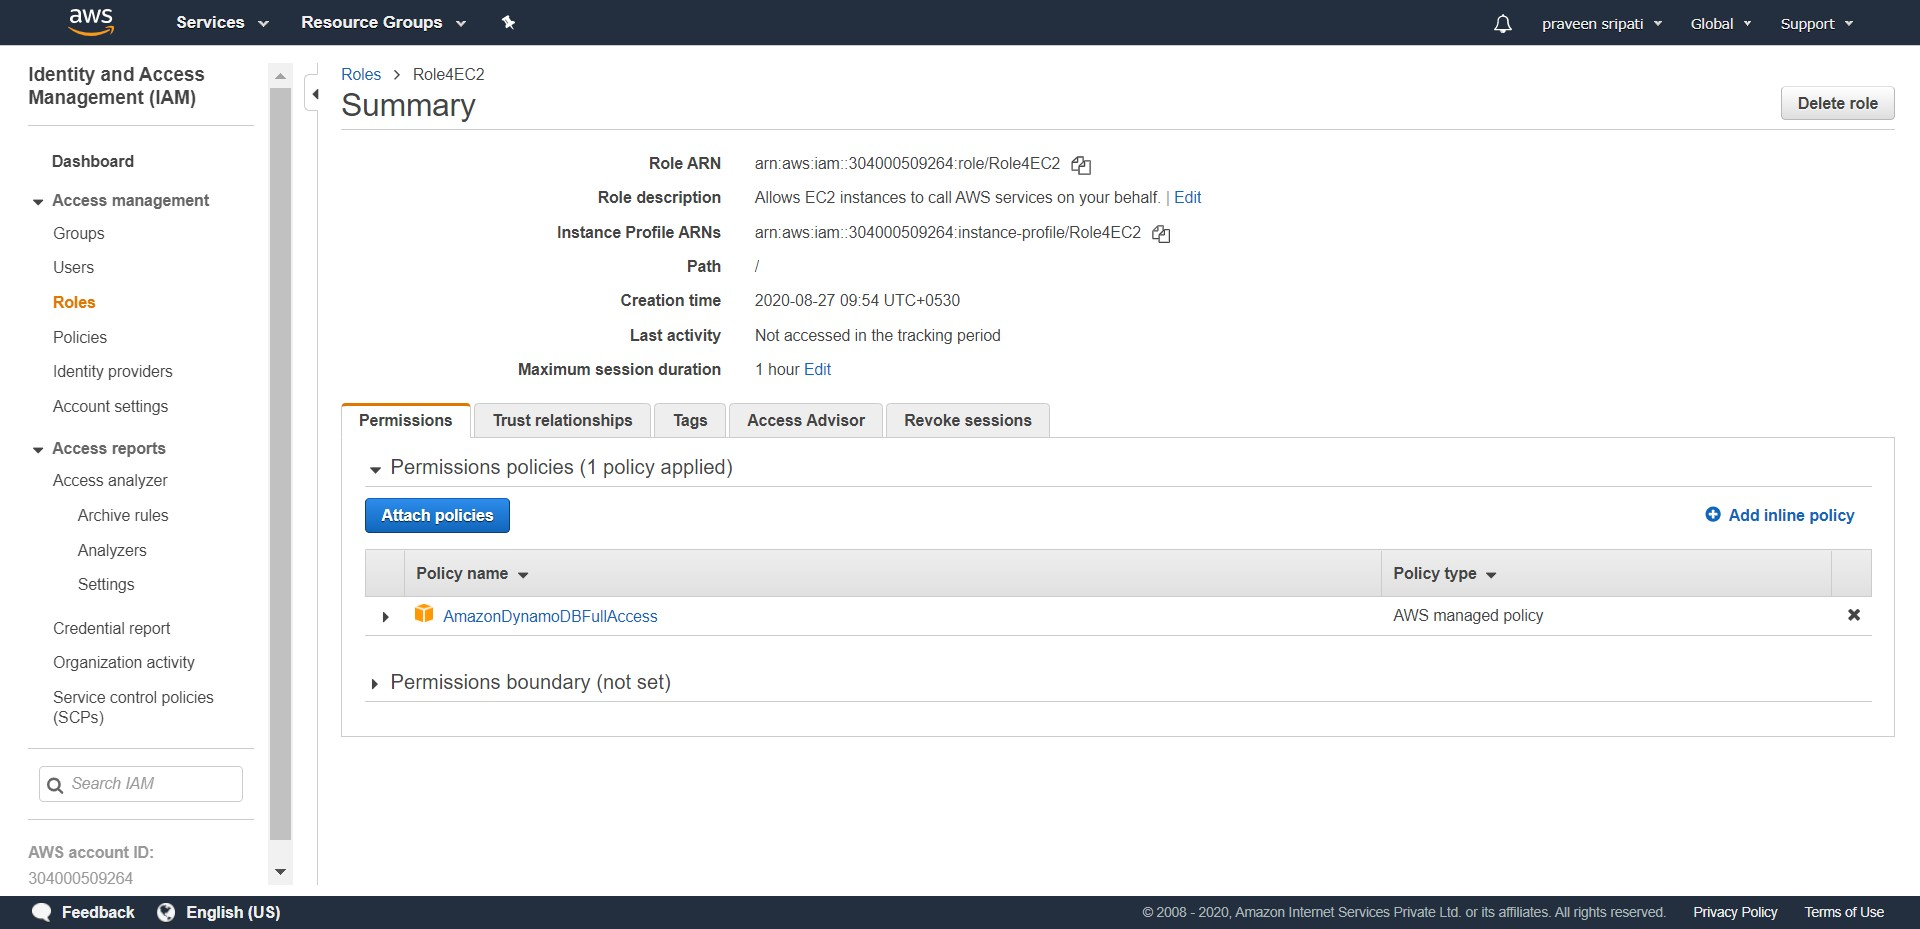 aws Services Resource Groups praveen sripati Global Support
Identity and Access
Management (IAM)
Dashboard
Access management
Groups
Users
Roles
Policies
Identity providers
Account settings
Access reports
Access analyzer
Archive rules
Analyzers
Settings
Credential report
Organization activity
Service control policies
(SCPs)
Search IAM
AWS account ID:
304000509264
Roles > Role4EC2
Summary
Delete role
Role ARN arn:aws:iam::304000509264:role/Role4EC2
Role description Allows EC2 instances to call AWS services on your behalf. | Edit
Instance Profile ARNs arn:aws:iam::304000509264:instance-profile/Role4EC2
Path /
Creation time 2020-08-27 09:54 UTC+0530
Last activity Not accessed in the tracking period
Maximum session duration 1 hour Edit
Permissions Trust relationships Tags Access Advisor Revoke sessions
Permissions policies (1 policy applied)
Attach policies Add inline policy
Policy name Policy type
AmazonDynamoDBFullAccess AWS managed policy
Permissions boundary (not set)
Feedback English (US) © 2008 - 2020, Amazon Internet Services Private Ltd. or its affiliates. All rights reserved. Privacy Policy Terms of Use